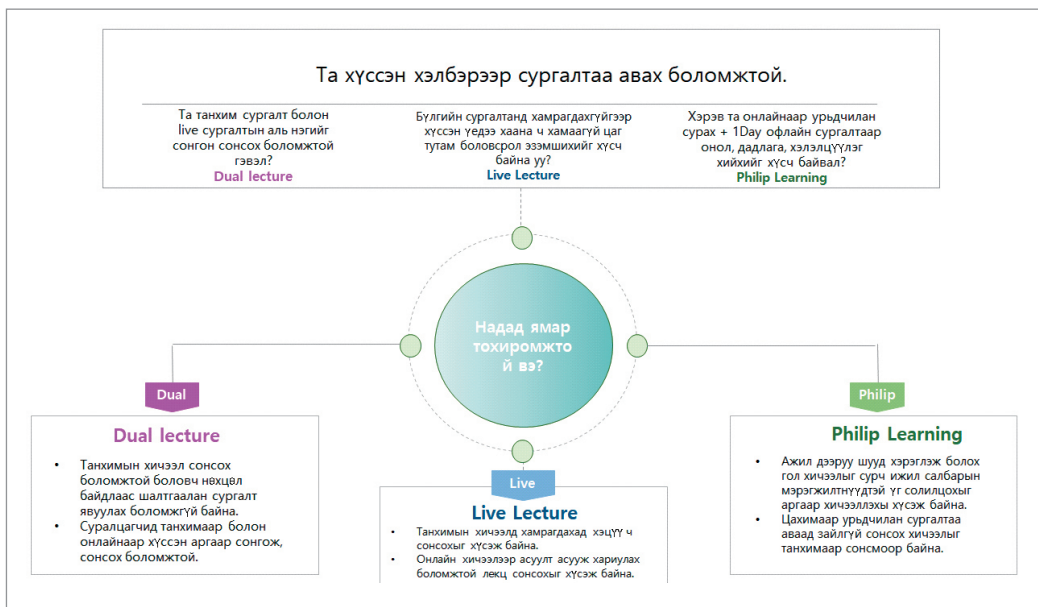 Та хүссэн хэлбэрээр сургалтаа авах боломжтой.
Та танхим сургалт болон
live сургалтын аль нэгийг
сонгон сонсох боломжтой
гэвэл?
Dual lecture
Бүлгийн сургалтанд хамрагдахгүйгээр
хүссэн үедээ хаана ч хамаагүй цаг
тутам боловсрол эзэмшихийг хүсч
байна уу?
Live Lecture
Хэрэв та онлайнаар урьдчилан
сурах + 1Day офлайн сургалтаар
онол, дадлага, хэлэлцүүлэг
хийхийг хүсч байвал?
Philip Learning
Надад ямар
тохиромжто
й вэ?
Dual
Dual lecture
• Танхимын хичээл сонсох
боломжтой боловч нөхцөл
байдлаас шалтгаалан сургалт
явуулах боломжгүй байна.
• Суралцагчид танхимаар болон
онлайнаар хүссэн аргаар сонгож,
сонсох боломжтой.
Live
Live Lecture
• Танхимын хичээлд хамрагдахад хэцүү ч
сонсохыг хүсэж байна.
• Онлайн хичээлээр асуулт асууж хариулах
боломжтой лекц сонсохыг хүсэж байна.
Philip
Philip Learning
• Ажил дээрүү шууд хэрэглэж болох
гол хичээлыг сурч ижил салбарын
мэрэгжилтнүүдтэй үг солилцохыг
аргаар хичээллэхы хүсэж байна.
• Цахимаар урьдчилан сургалтаа
аваад зайлгүй сонсох хичээлыг
танхимаар сонсмоор байна.